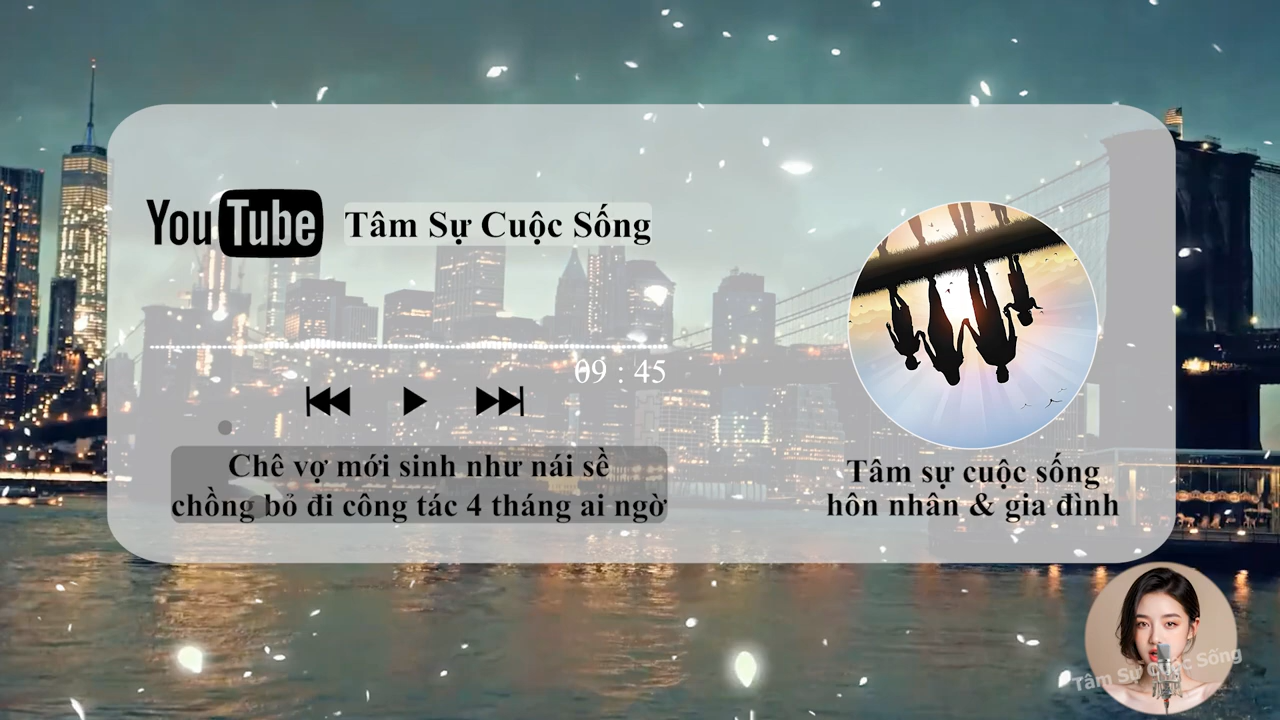 YouTube
Tâm Sự Cuộc Sống
09 : 45
Chê vợ mới sinh như nái sề
chồng bỏ đi công tác 4 tháng ai ngờ
Tâm sự cuộc sống
hôn nhân & gia đình
Tâm Sự Cuộc Sống